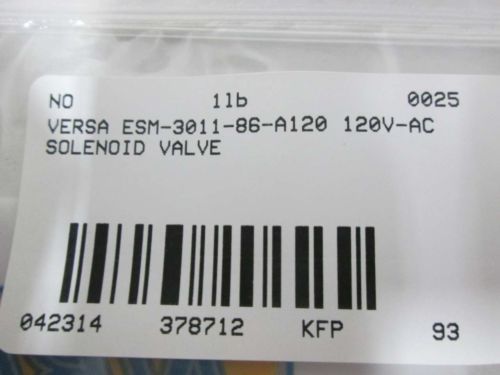 NO 1lb 0025
VERSA ESM-3011-86-A120 120V-AC
SOLENOID VALVE
042314 378712 KFP 93